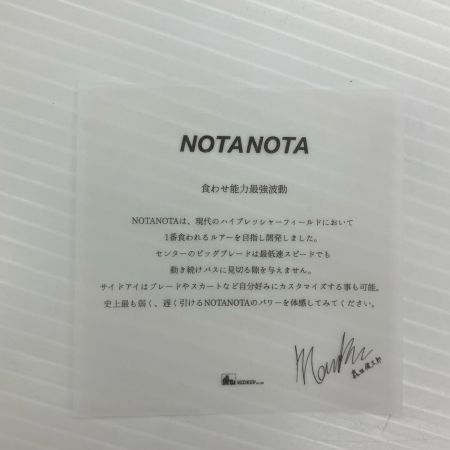 NOTANOTA
食わせ能力最強波動
NOTANOTAは、現代のハイプレッシャーフィールドにおいて
1番食われるルアーを目指し開発しました。
センターのビッグブレードは最低速スピードでも
動き続けバスに見切る隙を与えません。
サイドアイはブレードやスカートなど自分好みにカスタマイズする事も可能。
史上最も弱く、遅く引けるNOTANOTAのパワーを体感してみてください。